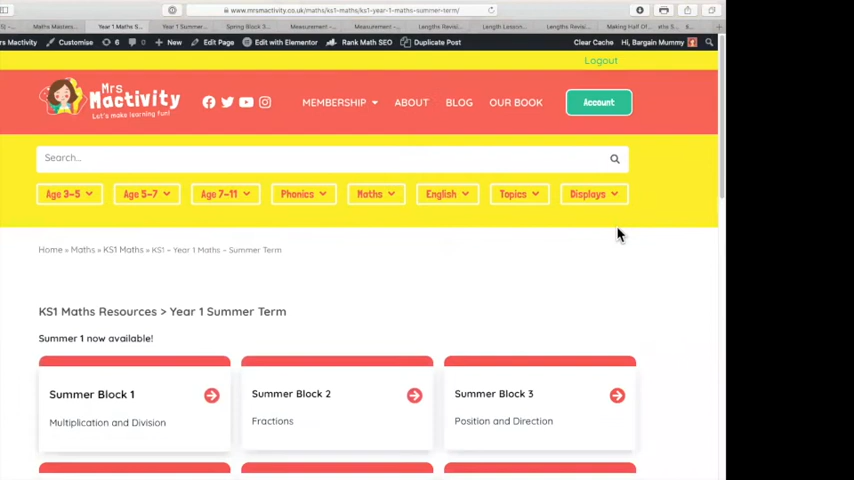 www.mrsmactivity.co.uk/maths/ks1-maths/ks1-year-1-maths-summer-term/
Maths Masters... Year 1 Maths S... Year 1 Summer... Spring Block 3... Measurement –... Measurement –... Lengths Revisi... Length Lesson... Lengths Revis... Making Half Of...
rs Mactivity Customise 6 0 New Edit Page Edit with Elementor Rank Math SEO Duplicate Post Clear Cache Hi, Bargain Mummy
Logout
Mrs
Mactivity
Let's make learning fun!
MEMBERSHIP ABOUT BLOG OUR BOOK Account
Search...
Age 3-5 Age 5-7 Age 7-11 Phonics Maths English Topics Displays
Home » Maths » KS1 Maths » KS1 – Year 1 Maths – Summer Term
KS1 Maths Resources > Year 1 Summer Term
Summer 1 now available!
Summer Block 1 Summer Block 2 Summer Block 3
Multiplication and Division Fractions Position and Direction